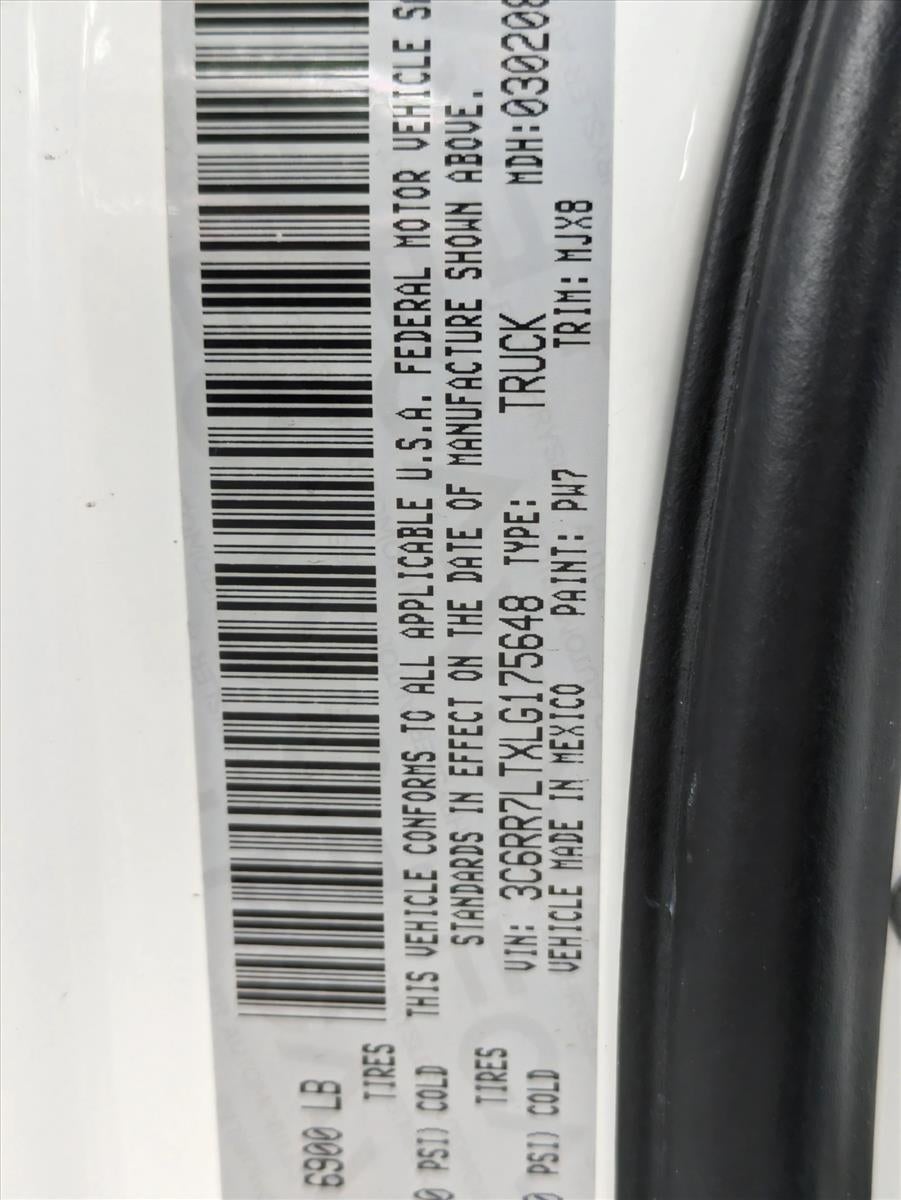 6900 LB
TIRES
0 PSI) COLD
THIS VEHICLE CONFORMS TO ALL APPLICABLE U.S.A. FEDERAL MOTOR VEHICLE
STANDARDS IN EFFECT ON THE DATE OF MANUFACTURE SHOWN ABOVE.
TIRES
VIN: 3C6RR7LTXLG175648 TYPE: TRUCK MDH:030208
0 PSI) COLD
VEHICLE MADE IN MEXICO PAINT: PW7 TRIM: MJX8